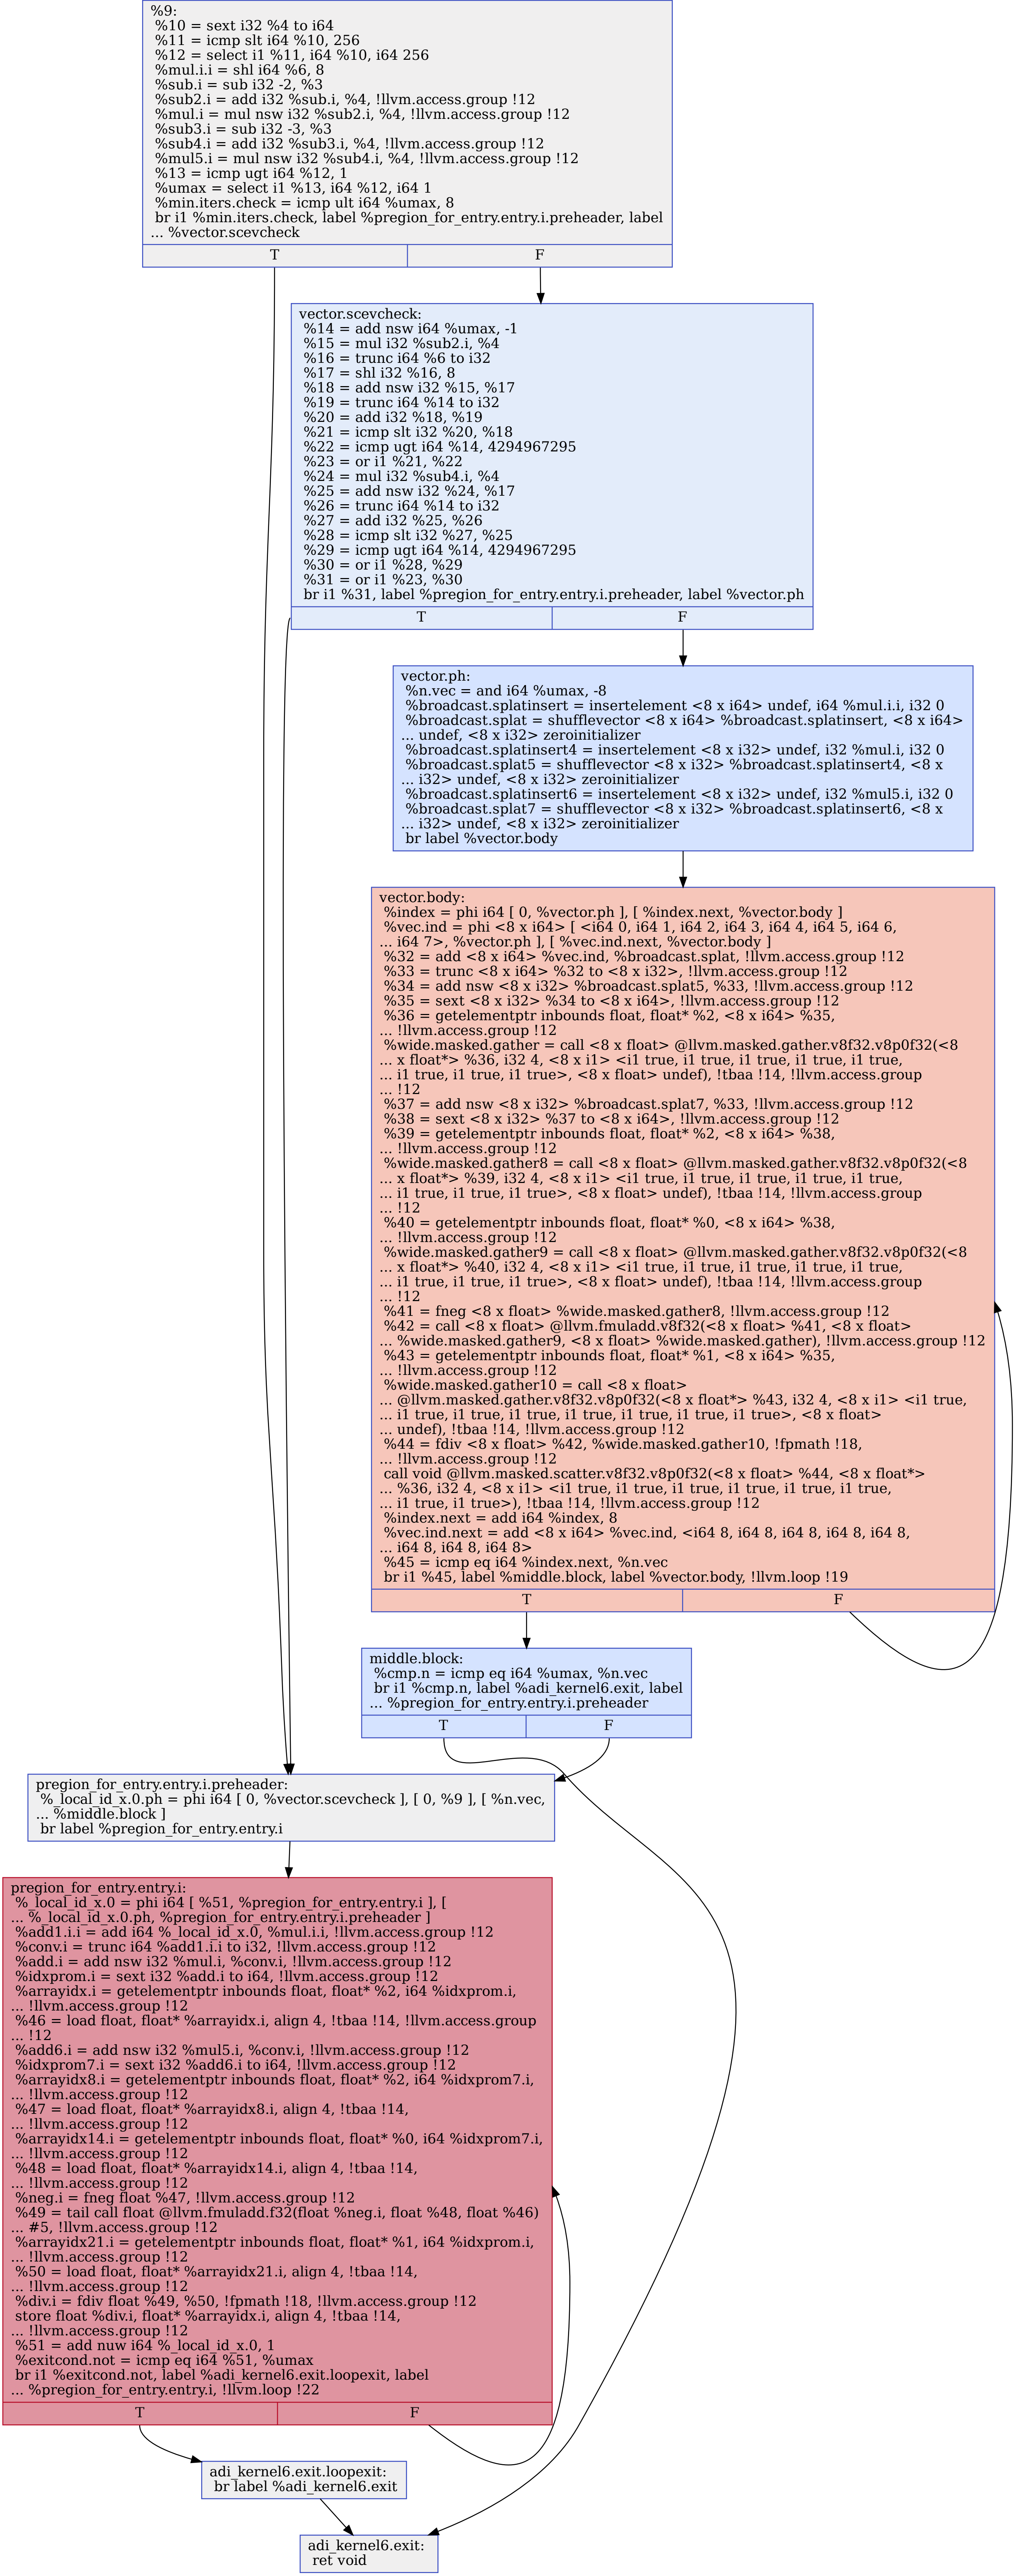 %9:
%10 = sext i32 %4 to i64
%11 = icmp slt i64 %10, 256
%12 = select i1 %11, i64 %10, i64 256
%mul.i.i = shl i64 %6, 8
%sub.i = sub i32 -2, %3
%sub2.i = add i32 %sub.i, %4, !llvm.access.group !12
%mul.i = mul nsw i32 %sub2.i, %4, !llvm.access.group !12
%sub3.i = sub i32 -3, %3
%sub4.i = add i32 %sub3.i, %4, !llvm.access.group !12
%mul5.i = mul nsw i32 %sub4.i, %4, !llvm.access.group !12
%13 = icmp ugt i64 %12, 1
%umax = select i1 %13, i64 %12, i64 1
%min.iters.check = icmp ult i64 %umax, 8
br i1 %min.iters.check, label %pregion_for_entry.entry.i.preheader, label
... %vector.scevcheck
T F
vector.scevcheck:
%14 = add nsw i64 %umax, -1
%15 = mul i32 %sub2.i, %4
%16 = trunc i64 %6 to i32
%17 = shl i32 %16, 8
%18 = add nsw i32 %15, %17
%19 = trunc i64 %14 to i32
%20 = add i32 %18, %19
%21 = icmp slt i32 %20, %18
%22 = icmp ugt i64 %14, 4294967295
%23 = or i1 %21, %22
%24 = mul i32 %sub4.i, %4
%25 = add nsw i32 %24, %17
%26 = trunc i64 %14 to i32
%27 = add i32 %25, %26
%28 = icmp slt i32 %27, %25
%29 = icmp ugt i64 %14, 4294967295
%30 = or i1 %28, %29
%31 = or i1 %23, %30
br i1 %31, label %pregion_for_entry.entry.i.preheader, label %vector.ph
T F
vector.ph:
%n.vec = and i64 %umax, -8
%broadcast.splatinsert = insertelement <8 x i64> undef, i64 %mul.i.i, i32 0
%broadcast.splat = shufflevector <8 x i64> %broadcast.splatinsert, <8 x i64>
... undef, <8 x i32> zeroinitializer
%broadcast.splatinsert4 = insertelement <8 x i32> undef, i32 %mul.i, i32 0
%broadcast.splat5 = shufflevector <8 x i32> %broadcast.splatinsert4, <8 x
... i32> undef, <8 x i32> zeroinitializer
%broadcast.splatinsert6 = insertelement <8 x i32> undef, i32 %mul5.i, i32 0
%broadcast.splat7 = shufflevector <8 x i32> %broadcast.splatinsert6, <8 x
... i32> undef, <8 x i32> zeroinitializer
br label %vector.body
vector.body:
%index = phi i64 [ 0, %vector.ph ], [ %index.next, %vector.body ]
%vec.ind = phi <8 x i64> [ <i64 0, i64 1, i64 2, i64 3, i64 4, i64 5, i64 6,
... i64 7>, %vector.ph ], [ %vec.ind.next, %vector.body ]
%32 = add <8 x i64> %vec.ind, %broadcast.splat, !llvm.access.group !12
%33 = trunc <8 x i64> %32 to <8 x i32>, !llvm.access.group !12
%34 = add nsw <8 x i32> %broadcast.splat5, %33, !llvm.access.group !12
%35 = sext <8 x i32> %34 to <8 x i64>, !llvm.access.group !12
%36 = getelementptr inbounds float, float* %2, <8 x i64> %35,
... !llvm.access.group !12
%wide.masked.gather = call <8 x float> @llvm.masked.gather.v8f32.v8p0f32(<8
... x float*> %36, i32 4, <8 x i1> <i1 true, i1 true, i1 true, i1 true, i1 true,
... i1 true, i1 true, i1 true>, <8 x float> undef), !tbaa !14, !llvm.access.group
... !12
%37 = add nsw <8 x i32> %broadcast.splat7, %33, !llvm.access.group !12
%38 = sext <8 x i32> %37 to <8 x i64>, !llvm.access.group !12
%39 = getelementptr inbounds float, float* %2, <8 x i64> %38,
... !llvm.access.group !12
%wide.masked.gather8 = call <8 x float> @llvm.masked.gather.v8f32.v8p0f32(<8
... x float*> %39, i32 4, <8 x i1> <i1 true, i1 true, i1 true, i1 true, i1 true,
... i1 true, i1 true, i1 true>, <8 x float> undef), !tbaa !14, !llvm.access.group
... !12
%40 = getelementptr inbounds float, float* %0, <8 x i64> %38,
... !llvm.access.group !12
%wide.masked.gather9 = call <8 x float> @llvm.masked.gather.v8f32.v8p0f32(<8
... x float*> %40, i32 4, <8 x i1> <i1 true, i1 true, i1 true, i1 true, i1 true,
... i1 true, i1 true, i1 true>, <8 x float> undef), !tbaa !14, !llvm.access.group
... !12
%41 = fneg <8 x float> %wide.masked.gather8, !llvm.access.group !12
%42 = call <8 x float> @llvm.fmuladd.v8f32(<8 x float> %41, <8 x float>
... %wide.masked.gather9, <8 x float> %wide.masked.gather), !llvm.access.group !12
%43 = getelementptr inbounds float, float* %1, <8 x i64> %35,
... !llvm.access.group !12
%wide.masked.gather10 = call <8 x float>
... @llvm.masked.gather.v8f32.v8p0f32(<8 x float*> %43, i32 4, <8 x i1> <i1 true,
... i1 true, i1 true, i1 true, i1 true, i1 true, i1 true, i1 true>, <8 x float>
... undef), !tbaa !14, !llvm.access.group !12
%44 = fdiv <8 x float> %42, %wide.masked.gather10, !fpmath !18,
... !llvm.access.group !12
call void @llvm.masked.scatter.v8f32.v8p0f32(<8 x float> %44, <8 x float*>
... %36, i32 4, <8 x i1> <i1 true, i1 true, i1 true, i1 true, i1 true, i1 true,
... i1 true, i1 true>), !tbaa !14, !llvm.access.group !12
%index.next = add i64 %index, 8
%vec.ind.next = add <8 x i64> %vec.ind, <i64 8, i64 8, i64 8, i64 8, i64 8,
... i64 8, i64 8, i64 8>
%45 = icmp eq i64 %index.next, %n.vec
br i1 %45, label %middle.block, label %vector.body, !llvm.loop !19
T F
middle.block:
%cmp.n = icmp eq i64 %umax, %n.vec
br i1 %cmp.n, label %adi_kernel6.exit, label
... %pregion_for_entry.entry.i.preheader
T F
pregion_for_entry.entry.i.preheader:
%_local_id_x.0.ph = phi i64 [ 0, %vector.scevcheck ], [ 0, %9 ], [ %n.vec,
... %middle.block ]
br label %pregion_for_entry.entry.i
pregion_for_entry.entry.i:
%_local_id_x.0 = phi i64 [ %51, %pregion_for_entry.entry.i ], [
... %_local_id_x.0.ph, %pregion_for_entry.entry.i.preheader ]
%add1.i.i = add i64 %_local_id_x.0, %mul.i.i, !llvm.access.group !12
%conv.i = trunc i64 %add1.i.i to i32, !llvm.access.group !12
%add.i = add nsw i32 %mul.i, %conv.i, !llvm.access.group !12
%idxprom.i = sext i32 %add.i to i64, !llvm.access.group !12
%arrayidx.i = getelementptr inbounds float, float* %2, i64 %idxprom.i,
... !llvm.access.group !12
%46 = load float, float* %arrayidx.i, align 4, !tbaa !14, !llvm.access.group
... !12
%add6.i = add nsw i32 %mul5.i, %conv.i, !llvm.access.group !12
%idxprom7.i = sext i32 %add6.i to i64, !llvm.access.group !12
%arrayidx8.i = getelementptr inbounds float, float* %2, i64 %idxprom7.i,
... !llvm.access.group !12
%47 = load float, float* %arrayidx8.i, align 4, !tbaa !14,
... !llvm.access.group !12
%arrayidx14.i = getelementptr inbounds float, float* %0, i64 %idxprom7.i,
... !llvm.access.group !12
%48 = load float, float* %arrayidx14.i, align 4, !tbaa !14,
... !llvm.access.group !12
%neg.i = fneg float %47, !llvm.access.group !12
%49 = tail call float @llvm.fmuladd.f32(float %neg.i, float %48, float %46)
... #5, !llvm.access.group !12
%arrayidx21.i = getelementptr inbounds float, float* %1, i64 %idxprom.i,
... !llvm.access.group !12
%50 = load float, float* %arrayidx21.i, align 4, !tbaa !14,
... !llvm.access.group !12
%div.i = fdiv float %49, %50, !fpmath !18, !llvm.access.group !12
store float %div.i, float* %arrayidx.i, align 4, !tbaa !14,
... !llvm.access.group !12
%51 = add nuw i64 %_local_id_x.0, 1
%exitcond.not = icmp eq i64 %51, %umax
br i1 %exitcond.not, label %adi_kernel6.exit.loopexit, label
... %pregion_for_entry.entry.i, !llvm.loop !22
T F
adi_kernel6.exit.loopexit:
br label %adi_kernel6.exit
adi_kernel6.exit:
ret void